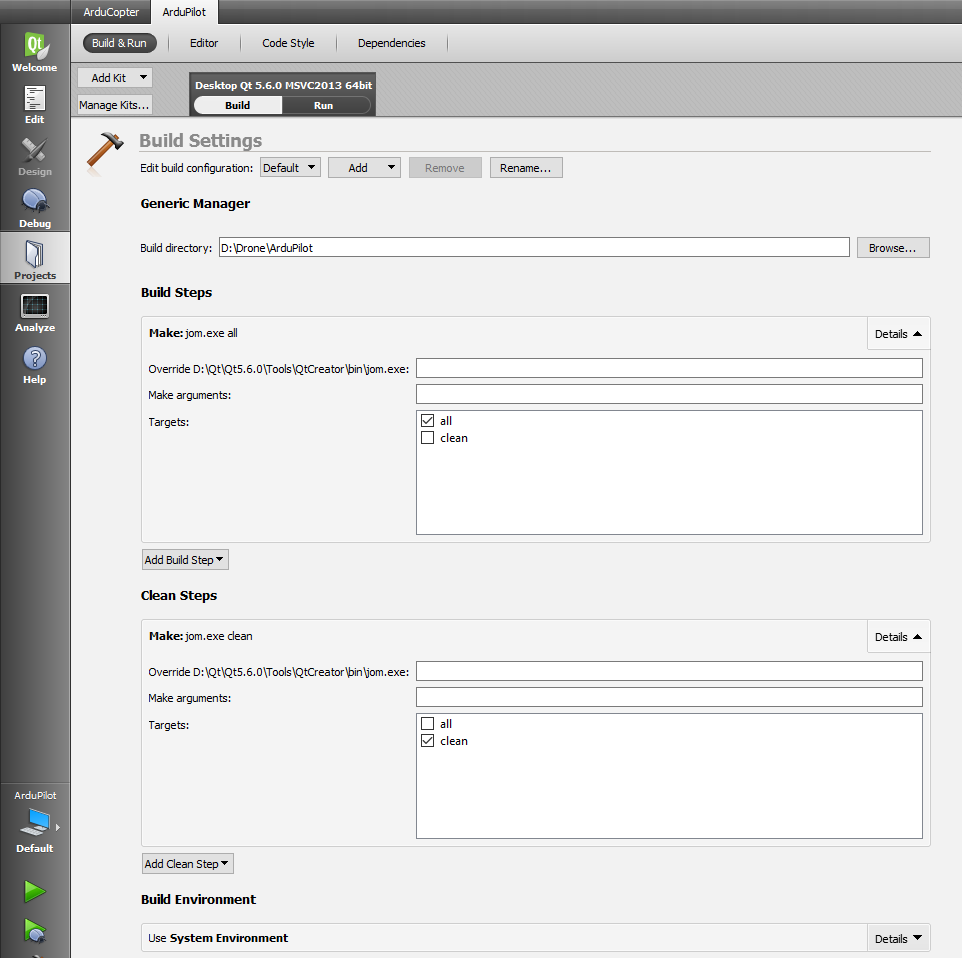 ArduCopter
ArduPilot
Build & Run
Editor
Code Style
Dependencies
Welcome
Edit
Design
Debug
Projects
Analyze
Help
ArduPilot
Default
Add Kit
Manage Kits...
Desktop Qt 5.6.0 MSVC2013 64bit
Build
Run
Build Settings
Edit build configuration: Default Add Remove Rename...
Generic Manager
Build directory: D:\Drone\ArduPilot Browse...
Build Steps
Make: jom.exe all Details
Override D:\Qt\Qt5.6.0\Tools\QtCreator\bin\jom.exe:
Make arguments:
Targets: all
clean
Add Build Step
Clean Steps
Make: jom.exe clean Details
Override D:\Qt\Qt5.6.0\Tools\QtCreator\bin\jom.exe:
Make arguments:
Targets: all
clean
Add Clean Step
Build Environment
Use System Environment Details